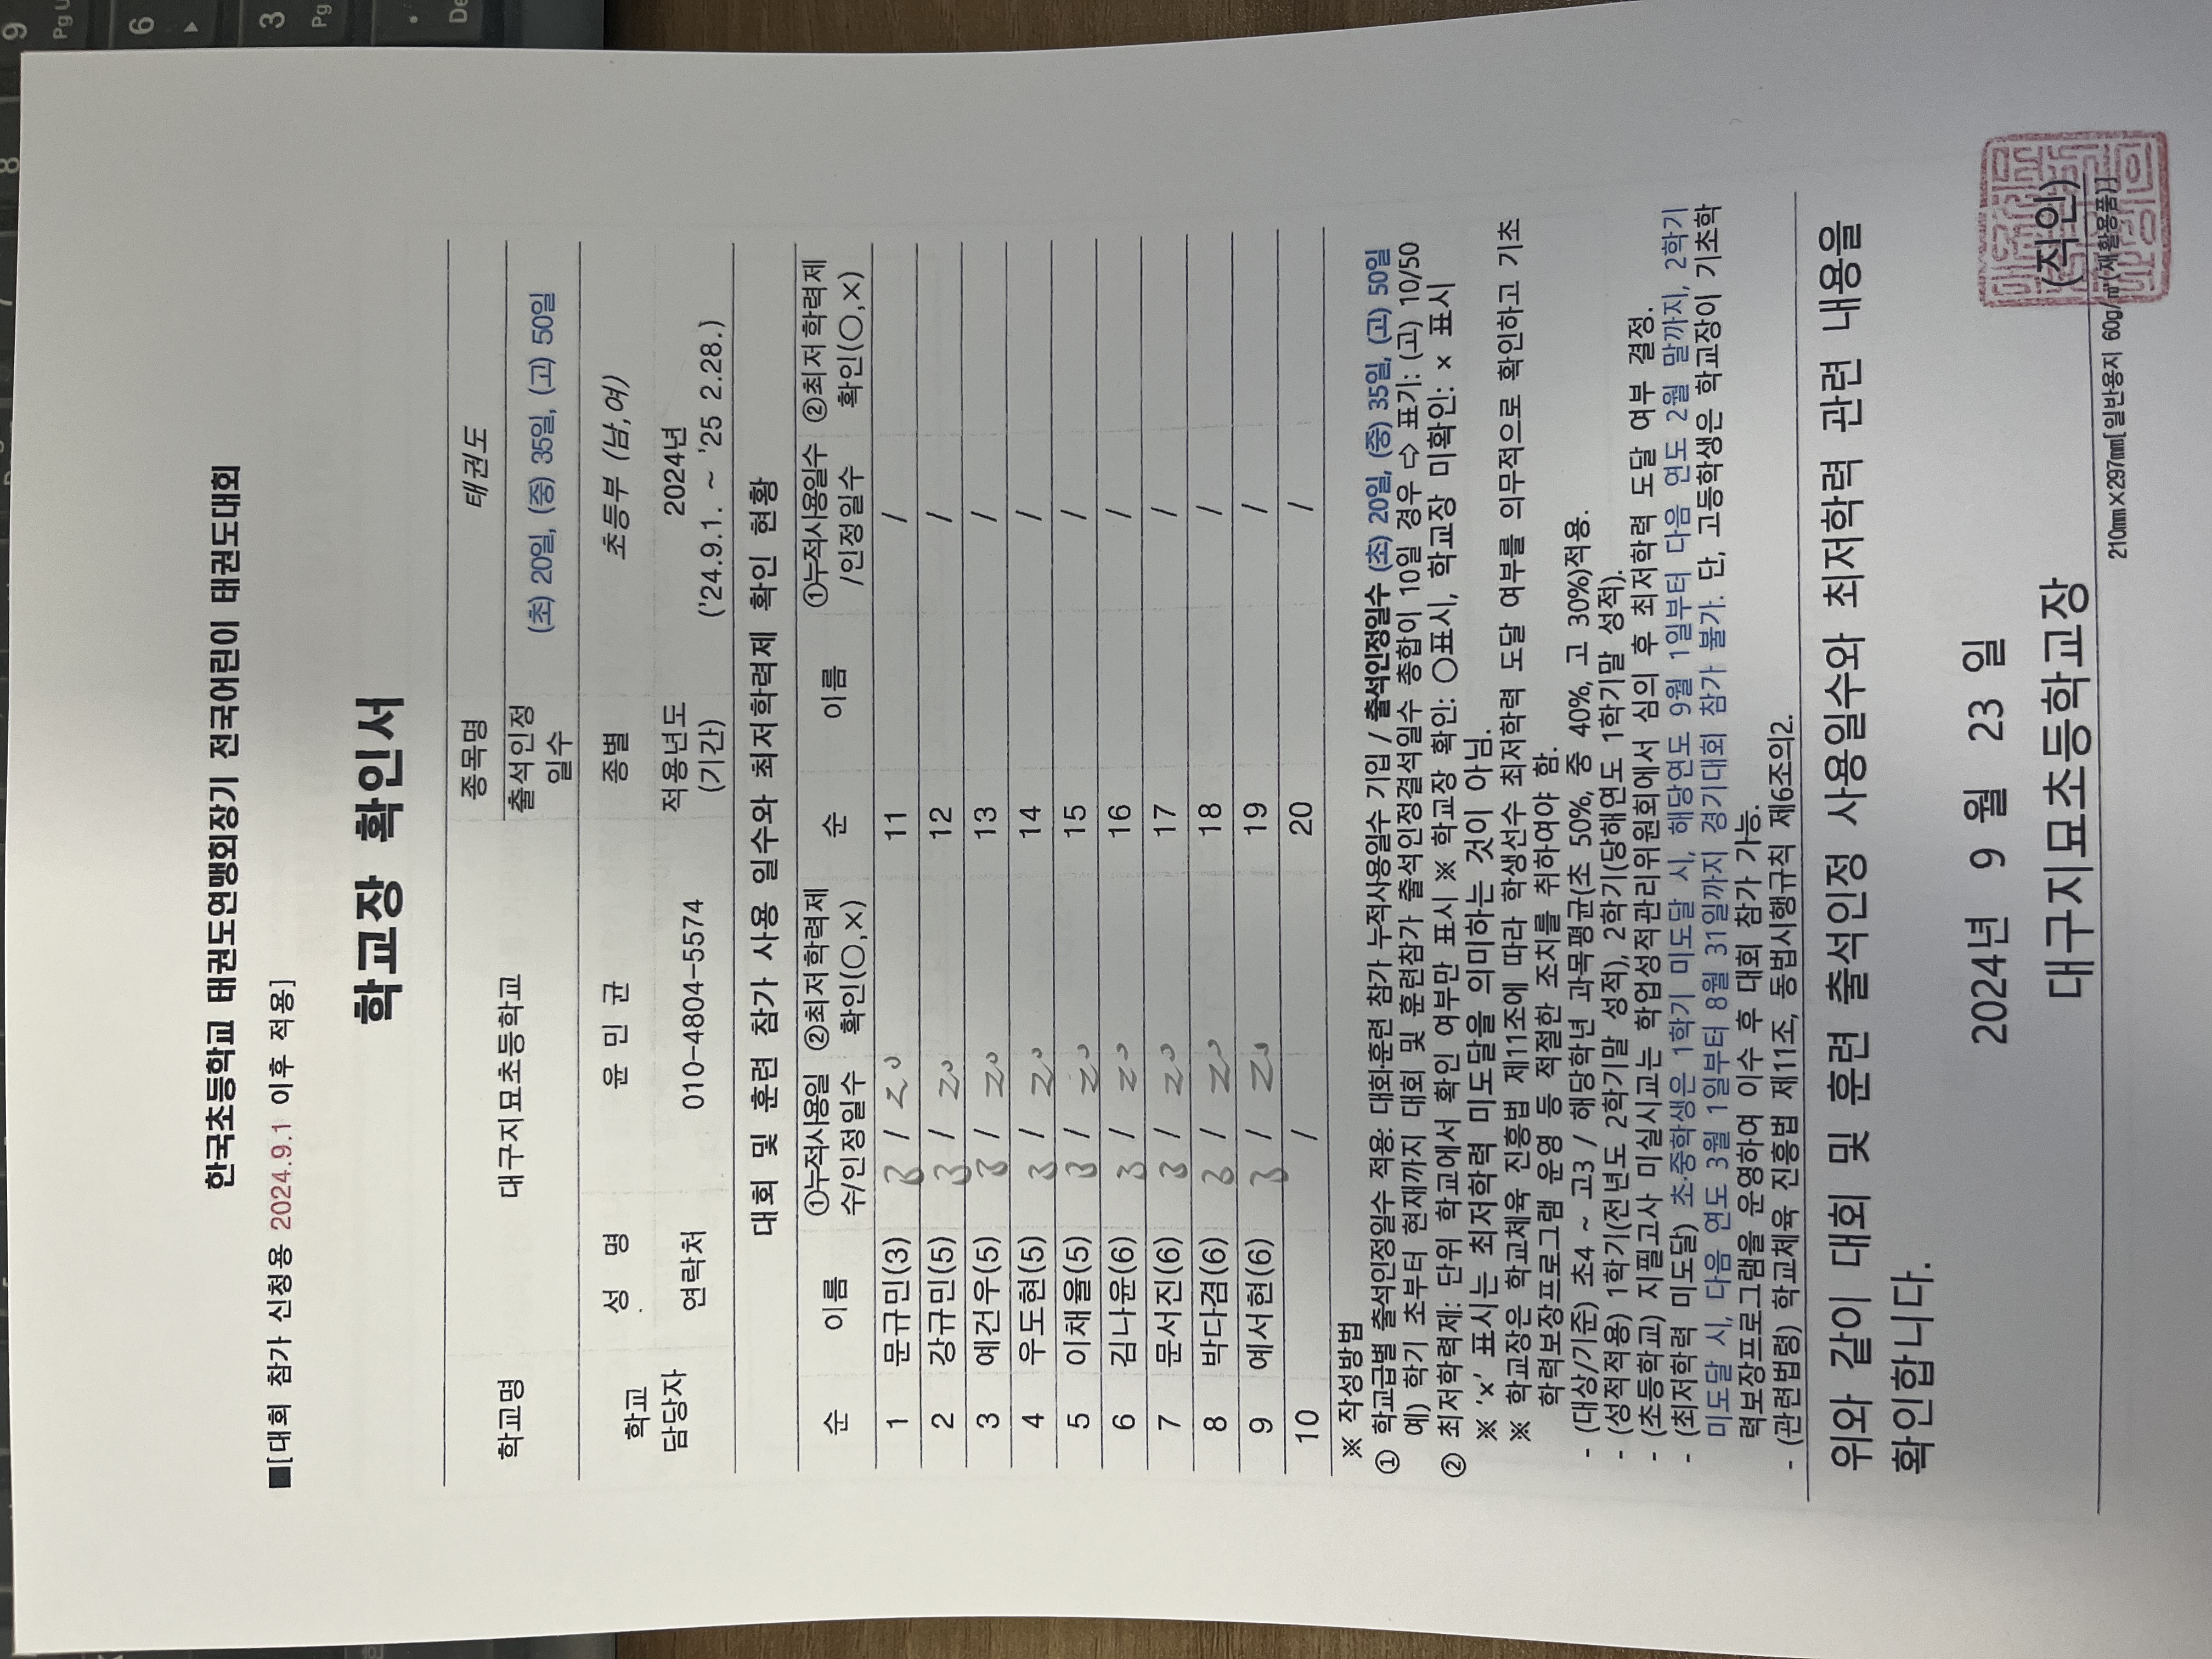 한국초등학교 태권도연맹회장기 전국어린이 태권도대회
■[대회 참가 신청용 2024.9.1 이후 적용]
학교장 확인서
학교명 대구지묘초등학교 종목명 태권도
출석인정일수 (초) 20일, (중) 35일, (고) 50일
학교 담당자 성 명 윤 민 균 종별 초등부 (남,여)
연락처 010-4804-5574 적용년도 (기간) 2024년 ('24.9.1. ~ '25 2.28.)
대회 및 훈련 참가 사용 일수와 최저학력제 확인 현황
순 이름 ①누적사용일수/인정일수 ②최저학력제 확인(○,×) 순 이름 ①누적사용일수/인정일수 ②최저학력제 확인(○,×)
1 문규민(3) 3 / 20 11 /
2 강규민(5) 3 / 20 12 /
3 예건우(5) 3 / 20 13 /
4 우도현(5) 3 / 20 14 /
5 이채율(5) 3 / 20 15 /
6 김나윤(6) 3 / 20 16 /
7 문서진(6) 3 / 20 17 /
8 박다겸(6) 3 / 20 18 /
9 예서현(6) 3 / 20 19 /
10 / 20 /
※ 작성방법
① 학교급별 출석인정일수 적용: 대회·훈련 참가 누적사용일수 기입 / 출석인정일수 (초) 20일, (중) 35일, (고) 50일
예) 학기 초부터 현재까지 대회 및 훈련참가 출석인정결석일수 총합이 10일 경우 ⇨ 표기: (고) 10/50
② 최저학력제: 단위 학교에서 확인 여부만 표시 ※ 학교장 확인: ○표시, 학교장 미확인: × 표시
※ '×' 표시는 최저학력 미도달을 의미하는 것이 아님.
※ 학교장은 학교체육 진흥법 제11조에 따라 학생선수 최저학력 도달 여부를 의무적으로 확인하고 기초
학력보장프로그램 운영 등 적절한 조치를 취하여야 함.
- (대상/기준) 초4 ~ 고3 / 해당학년 과목평균(초 50%, 중 40%, 고 30%)적용.
- (성적적용) 1학기(전년도 2학기말 성적), 2학기(당해연도 1학기말 성적).
- (초등학교) 지필고사 미실시교는 학업성적관리위원회에서 심의 후 최저학력 도달 여부 결정.
- (최저학력 미도달) 초·중학생은 1학기 미도달 시, 해당연도 9월 1일부터 다음 연도 2월 말까지, 2학기
미도달 시, 다음 연도 3월 1일부터 8월 31일까지 경기대회 참가 불가. 단, 고등학생은 학교장이 기초학
력보장프로그램을 운영하여 이수 후 대회 참가 가능.
- (관련법령) 학교체육 진흥법 제11조, 동법시행규칙 제6조의2.
위와 같이 대회 및 훈련 출석인정 사용일수와 최저학력 관련 내용을
확인합니다.
2024년 9 월 23 일
대구지묘초등학교장 (직인)
210㎜×297㎜[일반용지 60g/㎡(재활용품)]